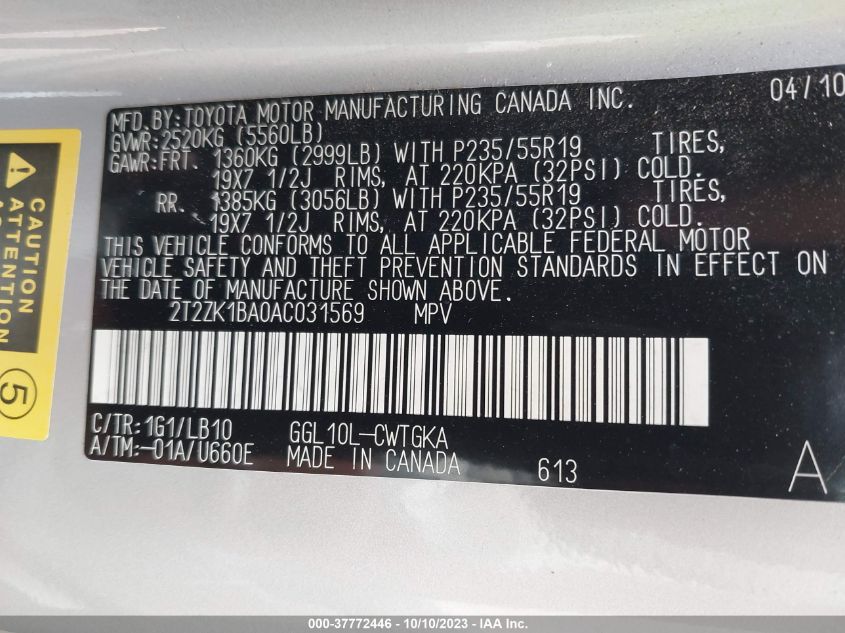 MFD.BY:TOYOTA MOTOR MANUFACTURING CANADA INC. 04/10
GVWR:2520KG (5560LB)
GAWR:FRT. 1360KG (2999LB) WITH P235/55R19 TIRES,
19X7 1/2J RIMS, AT 220KPA (32PSI) COLD.
RR. 1385KG (3056LB) WITH P235/55R19 TIRES,
19X7 1/2J RIMS, AT 220KPA (32PSI) COLD.
THIS VEHICLE CONFORMS TO ALL APPLICABLE FEDERAL MOTOR
VEHICLE SAFETY AND THEFT PREVENTION STANDARDS IN EFFECT ON
THE DATE OF MANUFACTURE SHOWN ABOVE.
2T2ZK1BA0AC031569 MPV
C/TR:1G1/LB10 GGL10L-CWTGKA
A/TM:-01A/U660E MADE IN CANADA 613 A
CAUTION
ATTENTION
5
000-37772446 - 10/10/2023 - IAA Inc.